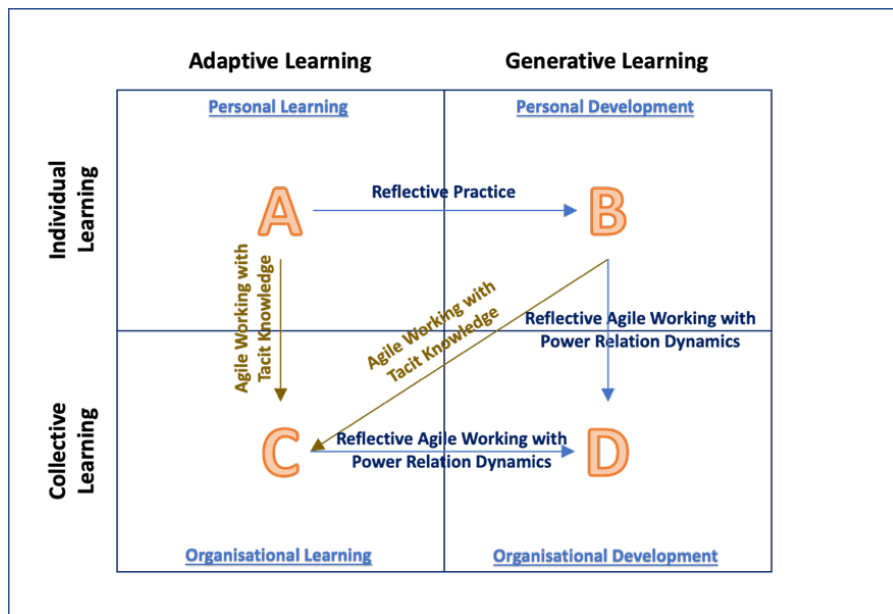 Adaptive Learning
Generative Learning
Personal Learning
Personal Development
Individual
Learning
A
Reflective Practice
B
Agile Working with
Tacit Knowledge
Agile Working with
Tacit Knowledge
Reflective Agile Working with
Power Relation Dynamics
Collective
Learning
C
Reflective Agile Working with
Power Relation Dynamics
D
Organisational Learning
Organisational Development